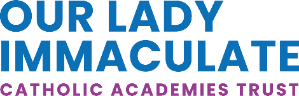 OUR LADY
IMMACULATE
CATHOLIC ACADEMIES TRUST